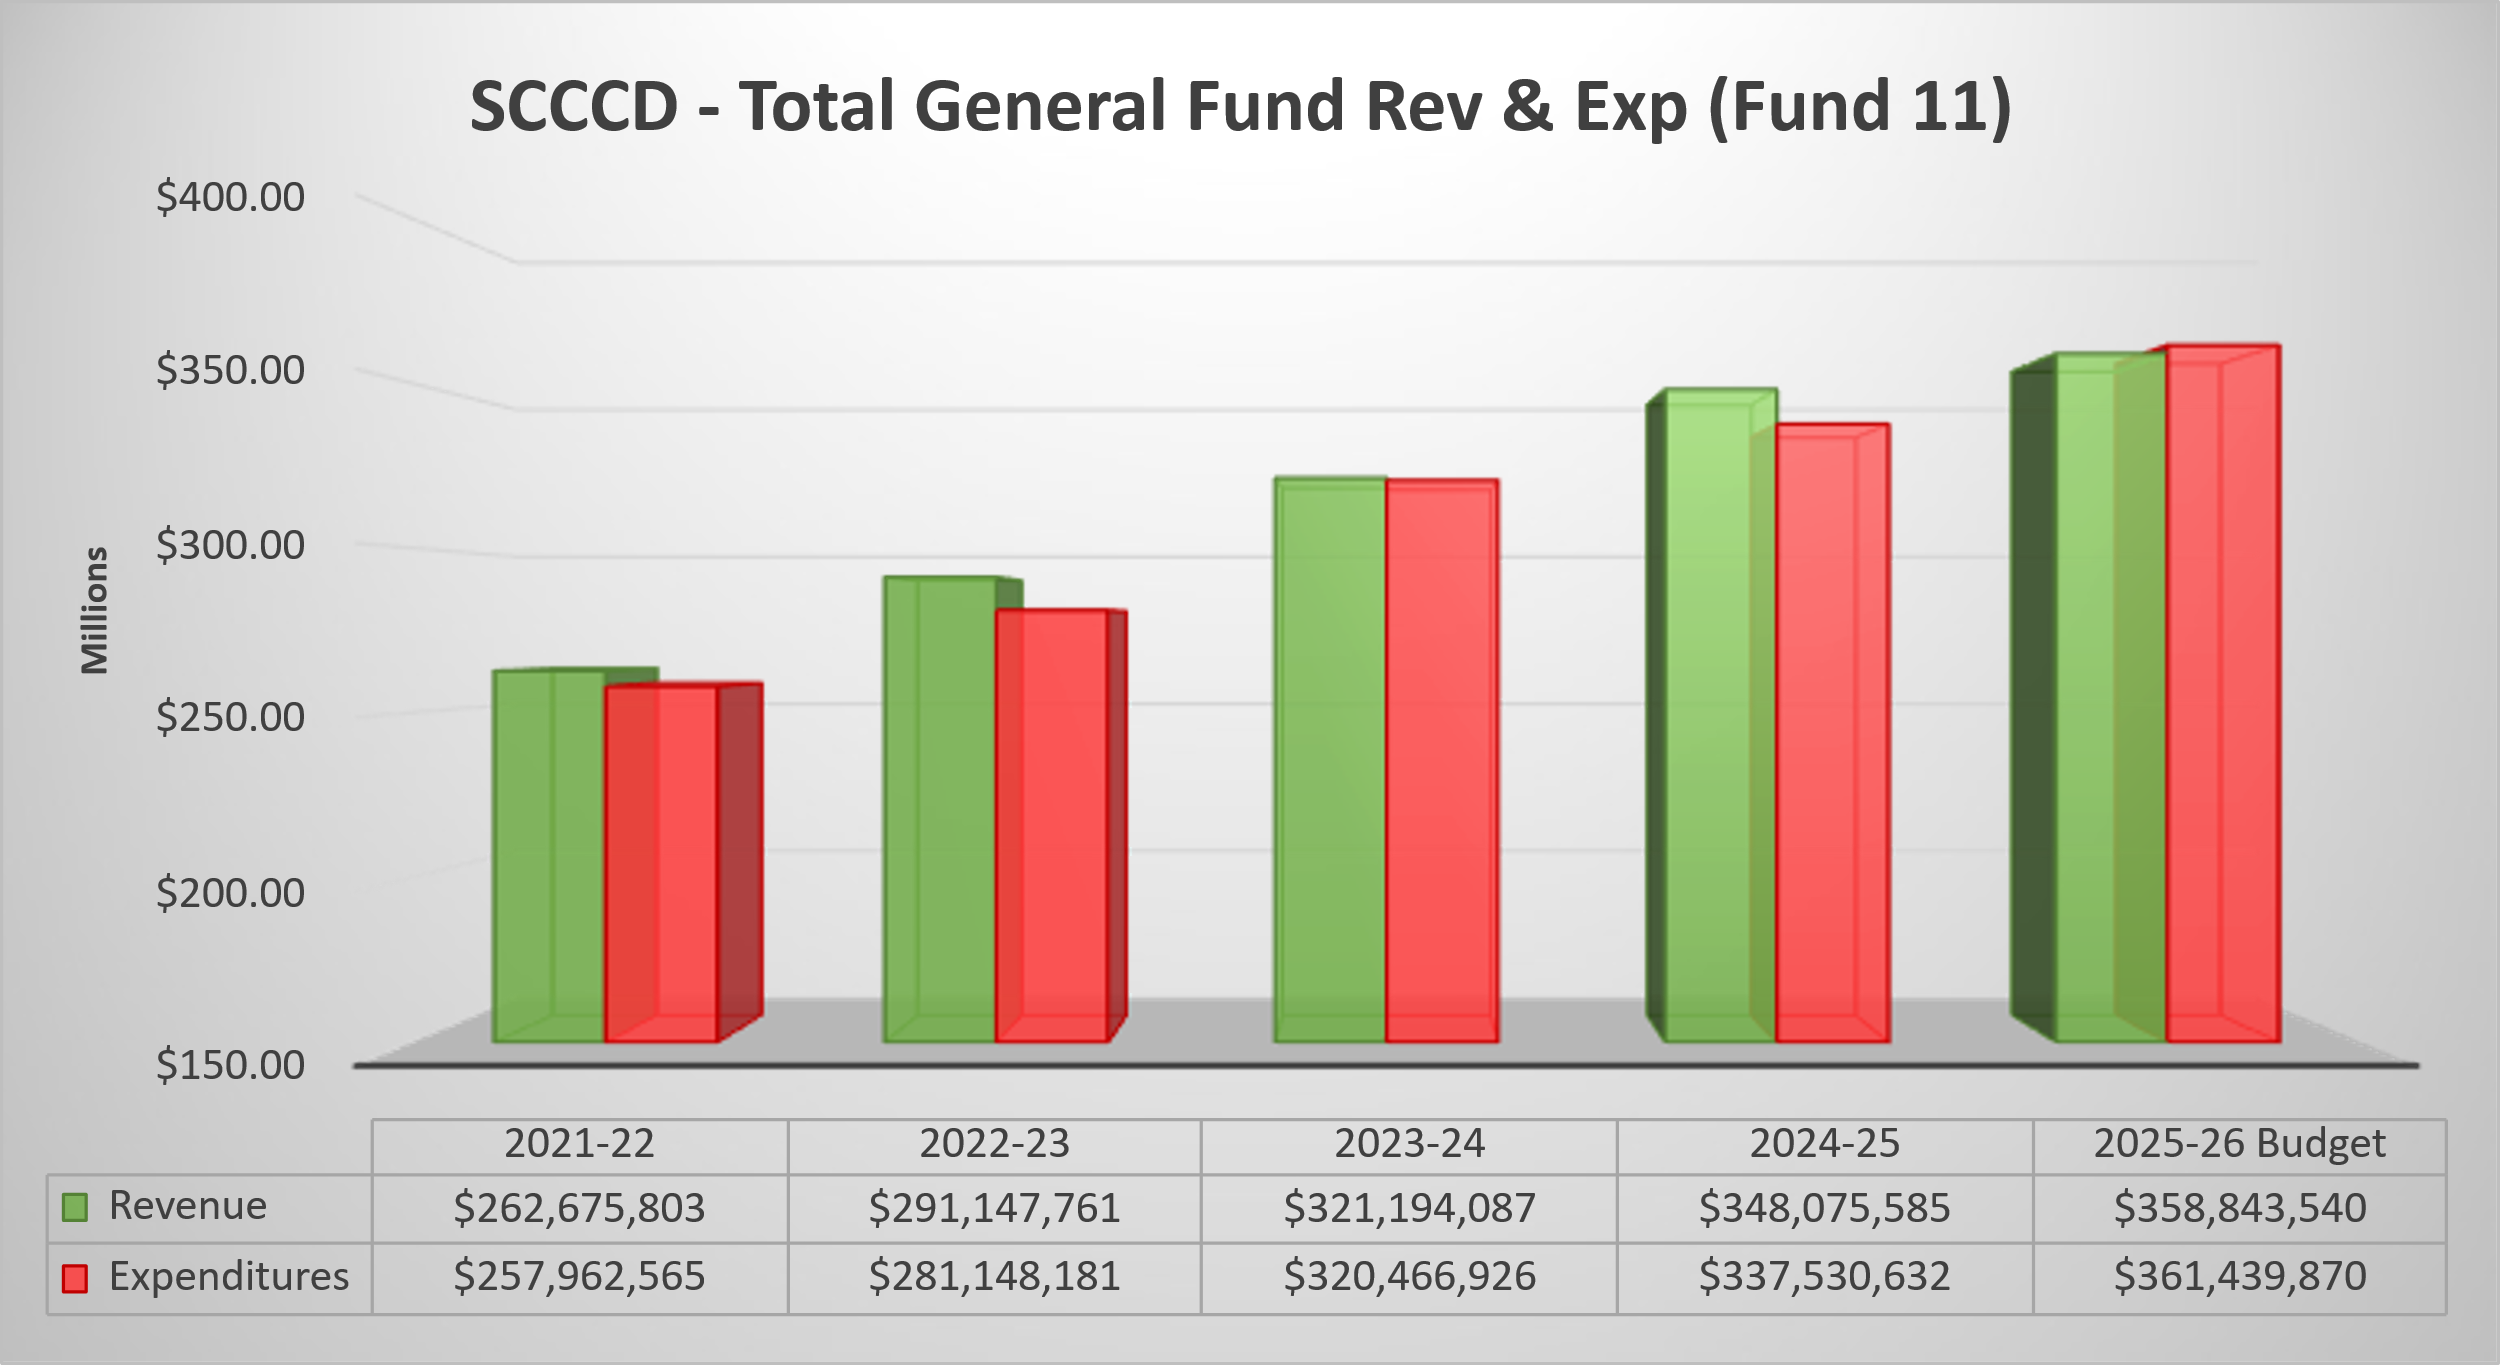 SCCCD - Total General Fund Rev & Exp (Fund 11)
$400.00
$350.00
$300.00
$250.00
$200.00
$150.00
Millions
2021-22 2022-23 2023-24 2024-25 2025-26 Budget
Revenue $262,675,803 $291,147,761 $321,194,087 $348,075,585 $358,843,540
Expenditures $257,962,565 $281,148,181 $320,466,926 $337,530,632 $361,439,870